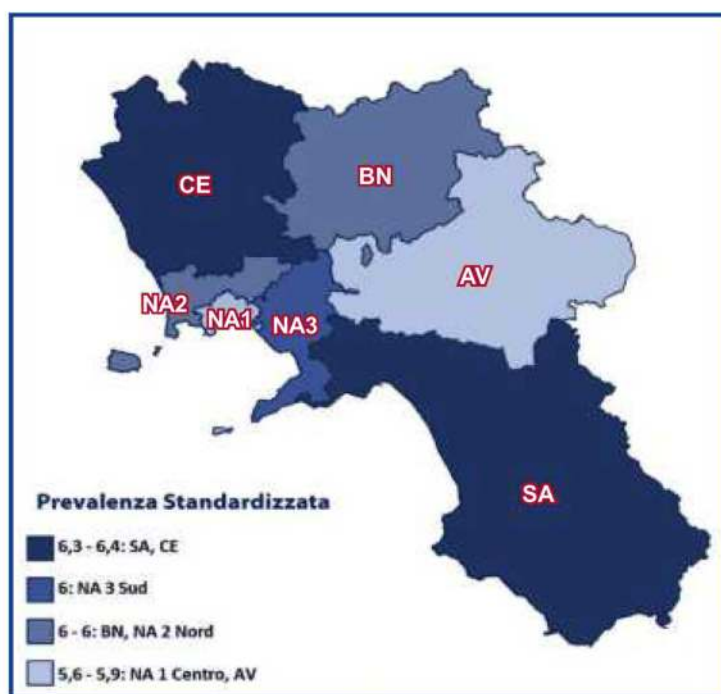 CE
BN
AV
NA2
NA1
NA3
SA
Prevalenza Standardizzata
6,3 - 6,4: SA, CE
6: NA 3 Sud
6 - 6: BN, NA 2 Nord
5,6 - 5,9: NA 1 Centro, AV